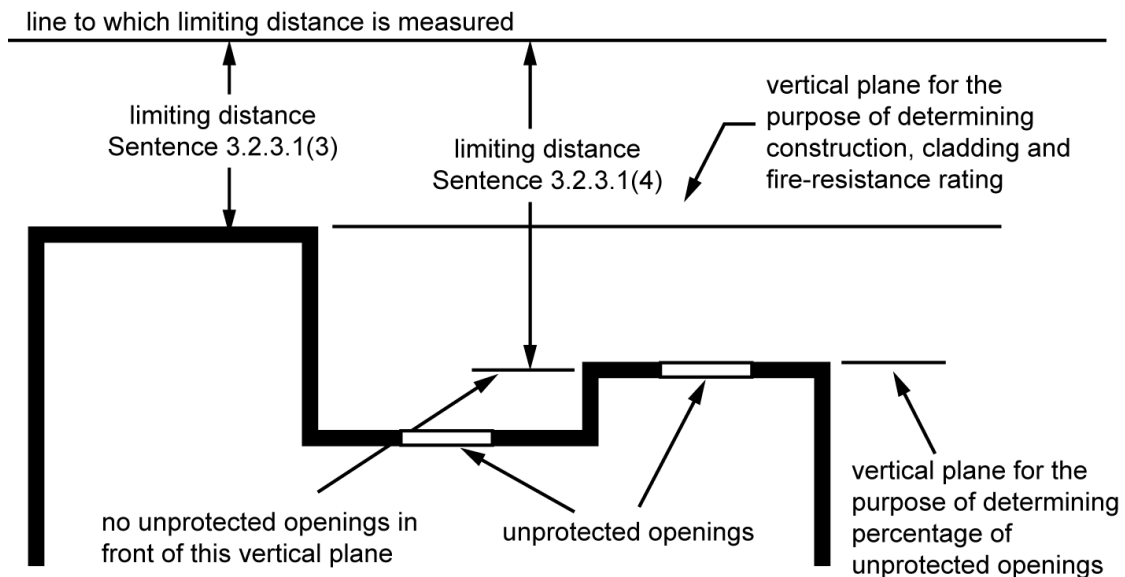 line to which limiting distance is measured
limiting distance
Sentence 3.2.3.1(3)
limiting distance
Sentence 3.2.3.1(4)
vertical plane for the
purpose of determining
construction, cladding and
fire-resistance rating
no unprotected openings in
front of this vertical plane
unprotected openings
vertical plane for the
purpose of determining
percentage of
unprotected openings